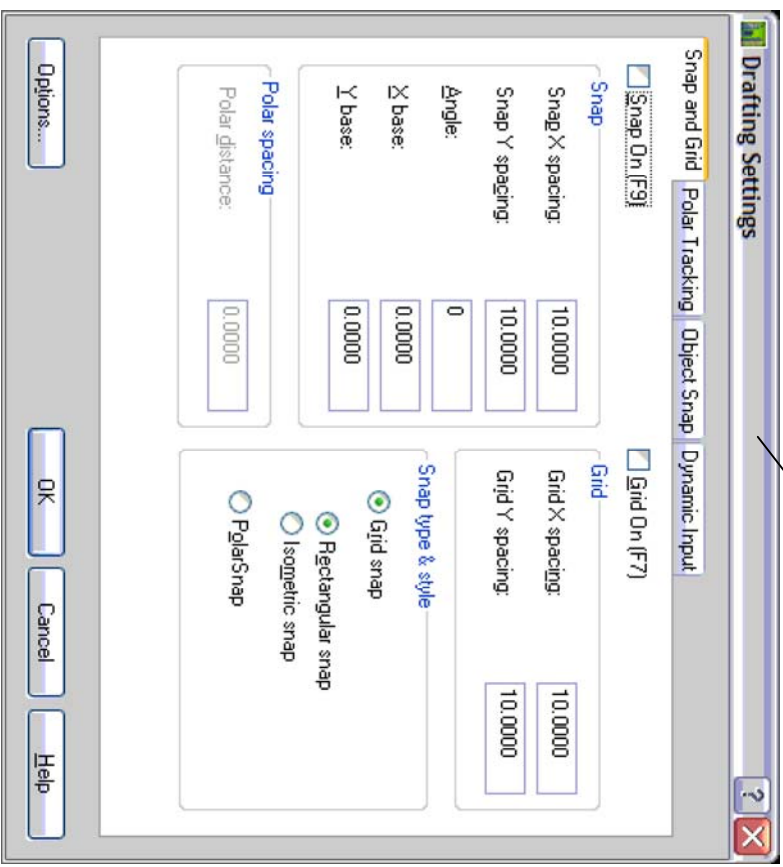 Drafting Settings
?
X
Snap and Grid
Polar Tracking
Object Snap
Dynamic Input
Snap On (F9)
Grid On (F7)
Snap
Snap X spacing: 10.0000
Snap Y spacing: 10.0000
Angle: 0
X base: 0.0000
Y base: 0.0000
Polar spacing
Polar distance: 0.0000
Grid
Grid X spacing: 10.0000
Grid Y spacing: 10.0000
Snap type & style
Grid snap
Rectangular snap
Isometric snap
PolarSnap
Options...
OK
Cancel
Help